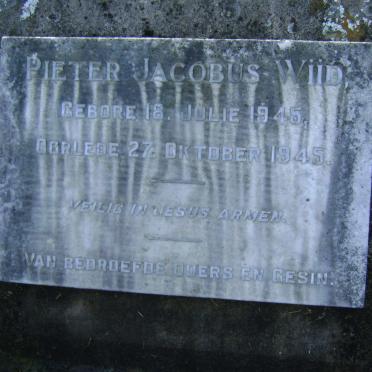 PIETER JACOBUS WIID.
GEBORE 18. JULIE 1945.
OORLEDE 27. OKTOBER 1945.
VEILIG IN JESUS ARMEN.
VAN BEDROEFDE OUERS EN GESIN.